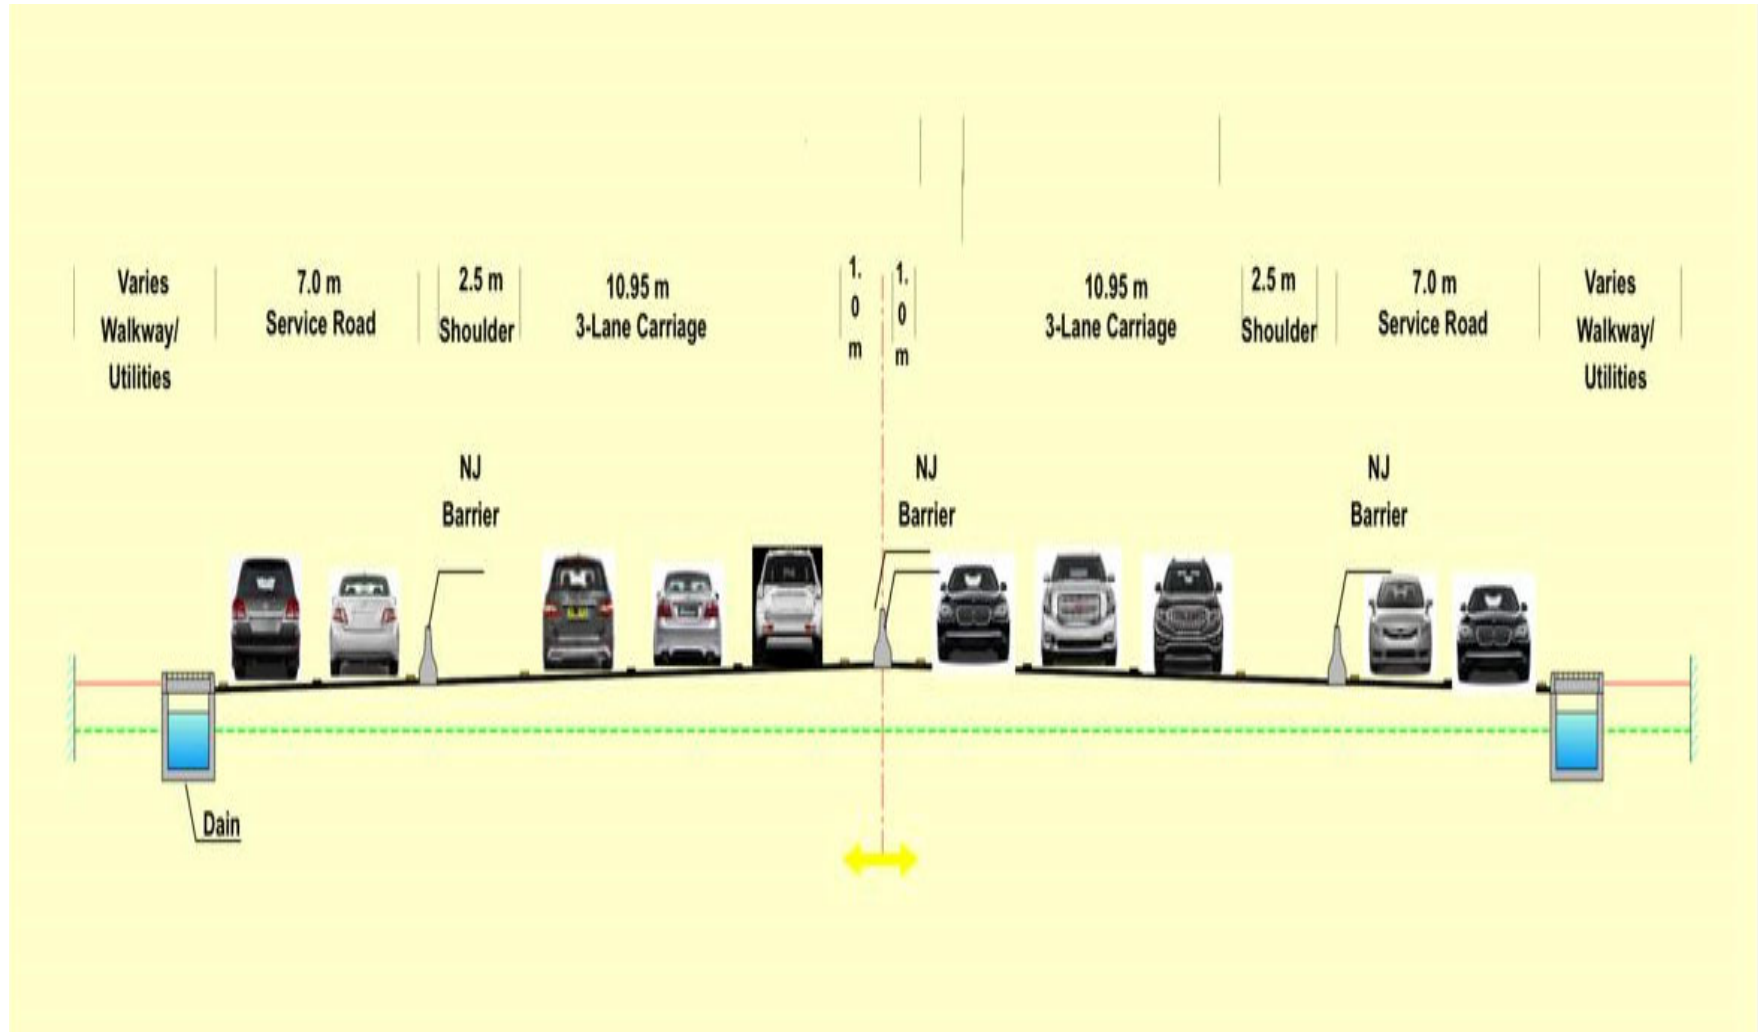 Varies
Walkway/
Utilities
7.0 m
Service Road
2.5 m
Shoulder
10.95 m
3-Lane Carriage
1.
0
m
1.
0
m
10.95 m
3-Lane Carriage
2.5 m
Shoulder
7.0 m
Service Road
Varies
Walkway/
Utilities
NJ
Barrier
NJ
Barrier
NJ
Barrier
Dain